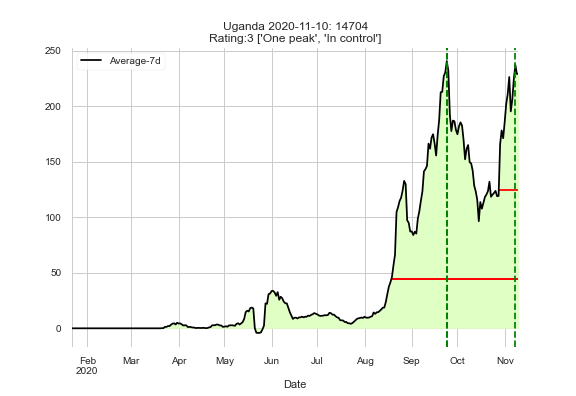 Uganda 2020-11-10: 14704
Rating:3 ['One peak', 'In control']
Average-7d
250
200
150
100
50
0
Feb Mar Apr May Jun Jul Aug Sep Oct Nov
2020
Date